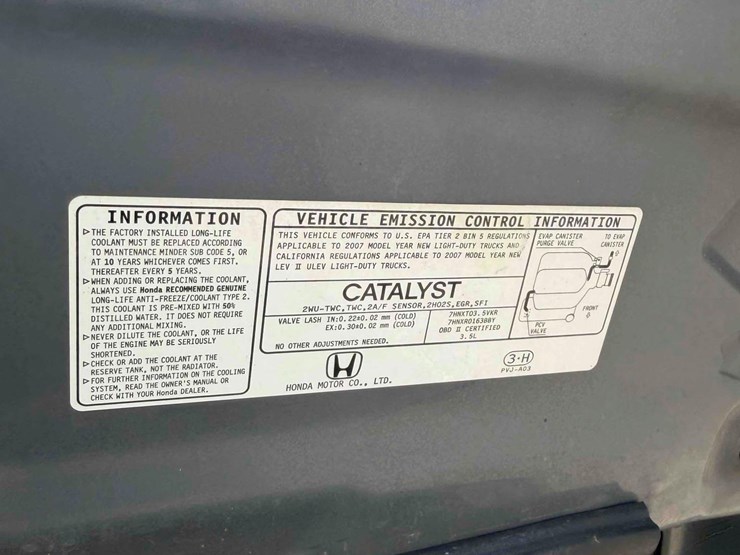 INFORMATION
▷THE FACTORY INSTALLED LONG-LIFE
COOLANT MUST BE REPLACED ACCORDING
TO MAINTENANCE MINDER SUB CODE 5, OR
AT 10 YEARS WHICHEVER COMES FIRST.
THEREAFTER EVERY 5 YEARS.
▷WHEN ADDING OR REPLACING THE COOLANT,
ALWAYS USE Honda RECOMMENDED GENUINE
LONG-LIFE ANTI-FREEZE/COOLANT TYPE 2.
THIS COOLANT IS PRE-MIXED WITH 50%
DISTILLED WATER. IT DOES NOT REQUIRE
ANY ADDITIONAL MIXING.
▷NEVER DILUTE THE COOLANT, OR THE LIFE
OF THE ENGINE MAY BE SERIOUSLY
SHORTENED.
▷CHECK OR ADD THE COOLANT AT THE
RESERVE TANK, NOT THE RADIATOR.
▷FOR FURTHER INFORMATION ON THE COOLING
SYSTEM, READ THE OWNER'S MANUAL OR
CHECK WITH YOUR Honda DEALER.
VEHICLE EMISSION CONTROL INFORMATION
THIS VEHICLE CONFORMS TO U.S. EPA TIER 2 BIN 5 REGULATIONS
APPLICABLE TO 2007 MODEL YEAR NEW LIGHT-DUTY TRUCKS AND
CALIFORNIA REGULATIONS APPLICABLE TO 2007 MODEL YEAR NEW
LEV II ULEV LIGHT-DUTY TRUCKS.
CATALYST
2WU-TWC,TWC,2A/F SENSOR,2HO2S,EGR,SFI
VALVE LASH IN:0.22±0.02 mm (COLD)
EX:0.30±0.02 mm (COLD)
NO OTHER ADJUSTMENTS NEEDED.
7HNXT03.5VKR
7HNXR0163BBY
OBD II CERTIFIED
3.5L
EVAP CANISTER
PURGE VALVE
TO EVAP
CANISTER
FRONT
PCV
VALVE
HONDA MOTOR CO., LTD.
3-H
PVJ-A03